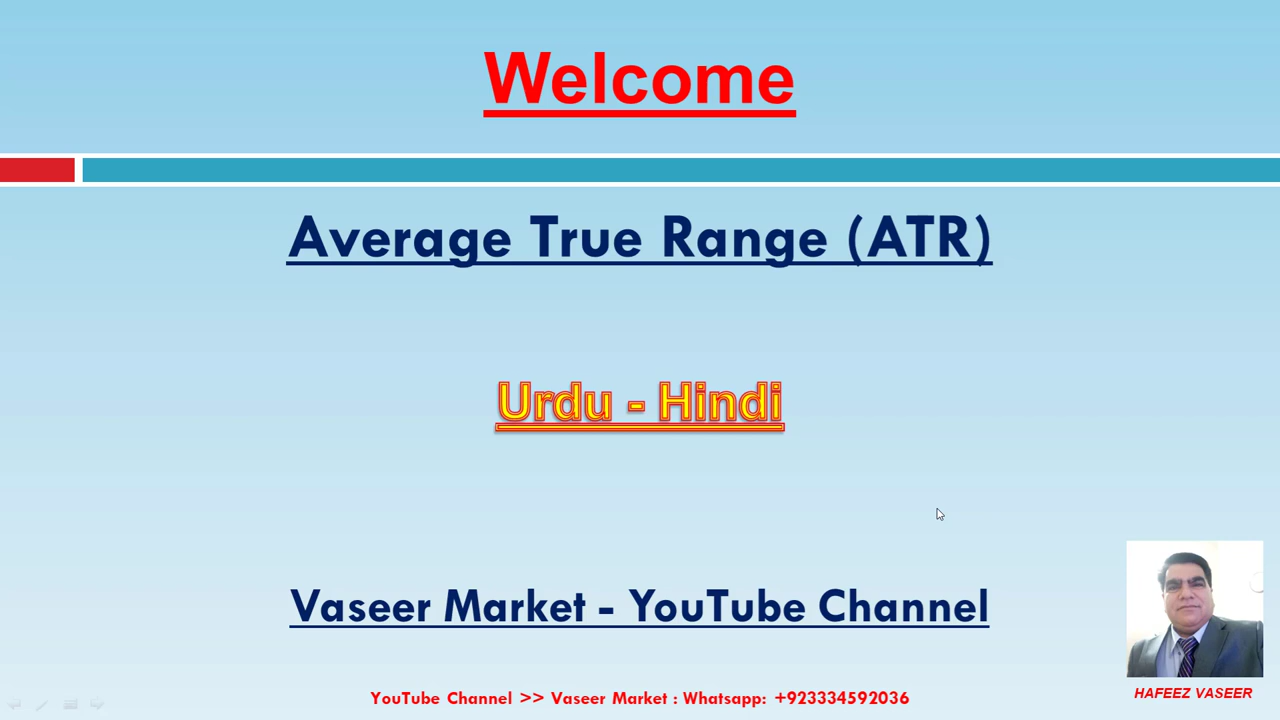 Welcome
Average True Range (ATR)
Urdu - Hindi
Vaseer Market - YouTube Channel
HAFEEZ VASEER
YouTube Channel >> Vaseer Market : Whatsapp: +923334592036